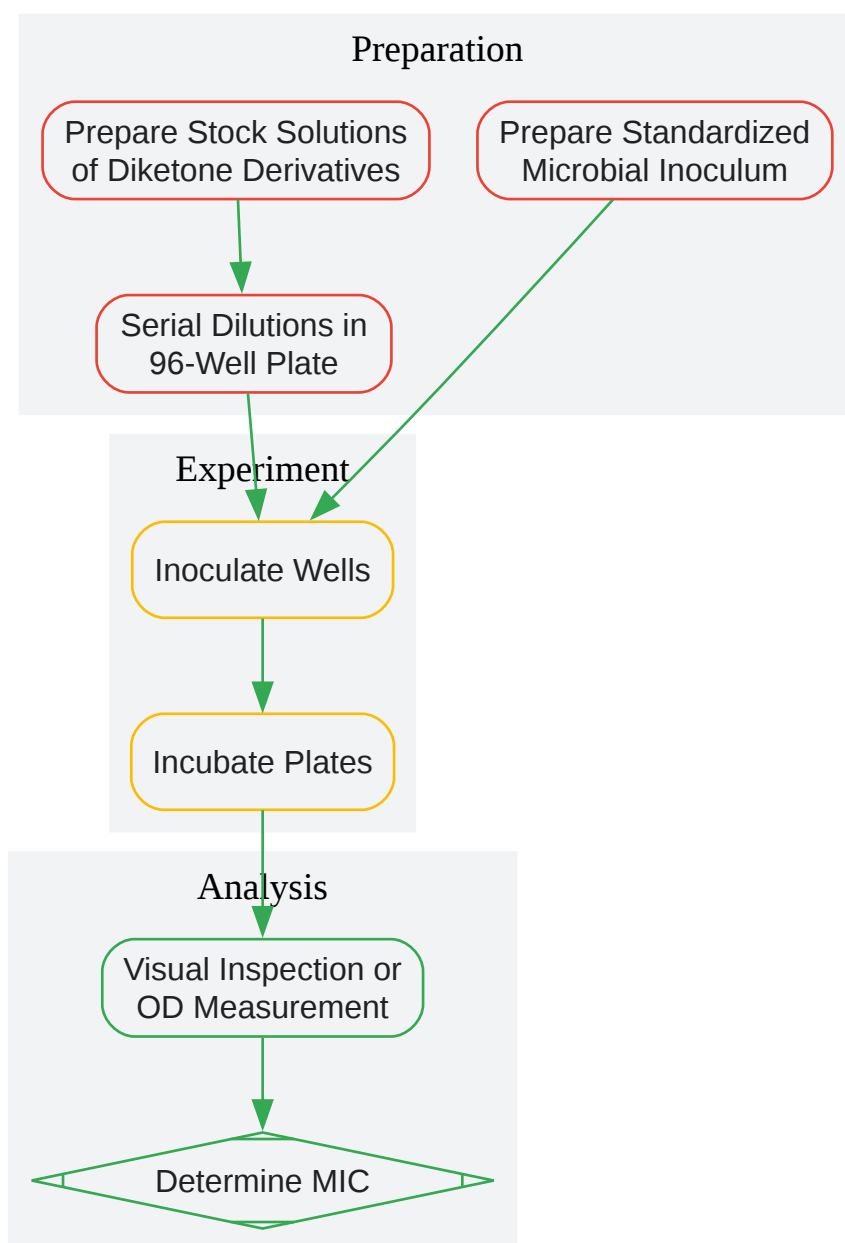 Preparation
Prepare Stock Solutions
of Diketone Derivatives
Prepare Standardized
Microbial Inoculum
Serial Dilutions in
96-Well Plate
Experiment
Inoculate Wells
Incubate Plates
Analysis
Visual Inspection or
OD Measurement
Determine MIC